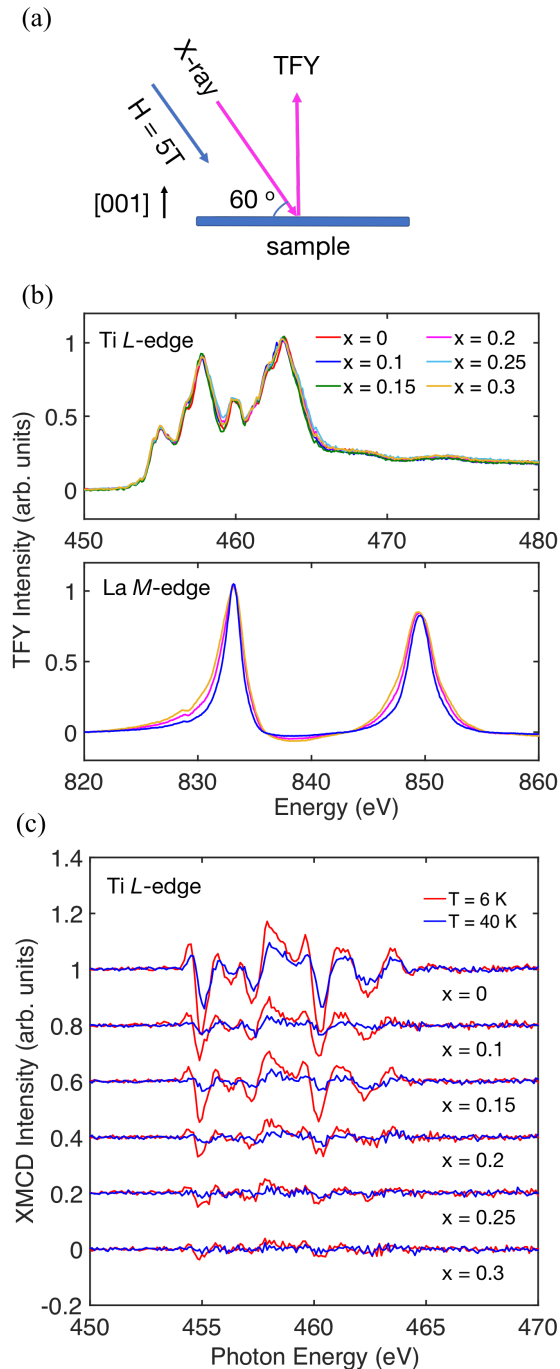 (a)
X-ray
TFY
H = 5T
[001]
60 °
sample
(b)
Ti L-edge
x = 0
x = 0.2
x = 0.1
x = 0.25
x = 0.15
x = 0.3
1
0.5
0
450
460
470
480
TFY Intensity (arb. units)
La M-edge
1
0.5
0
820
830
840
850
860
Energy (eV)
(c)
1.4
Ti L-edge
T = 6 K
T = 40 K
1.2
1
x = 0
0.8
x = 0.1
0.6
x = 0.15
0.4
x = 0.2
0.2
x = 0.25
0
x = 0.3
-0.2
XMCD Intensity (arb. units)
450
455
460
465
470
Photon Energy (eV)